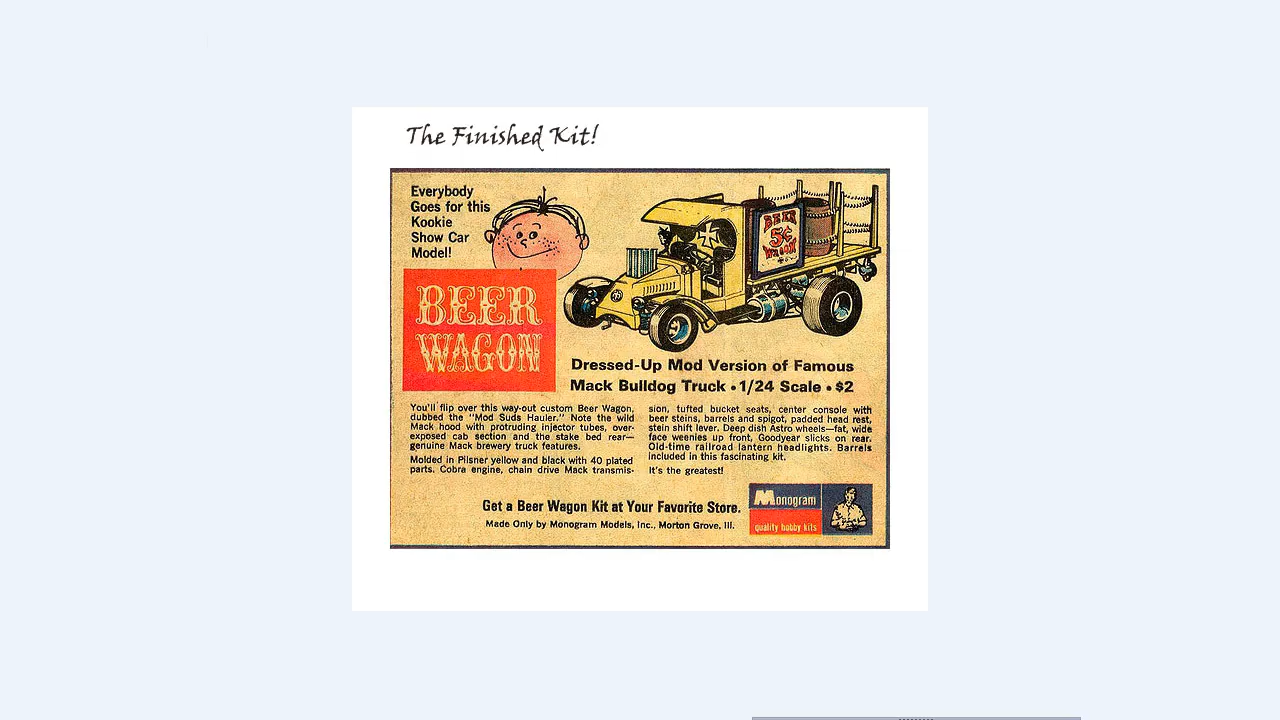 The Finished Kit!
Everybody
Goes for this
Kookie
Show Car
Model!
BEER
WAGON
BEER
5¢
WAGON
Dressed-Up Mod Version of Famous
Mack Bulldog Truck • 1/24 Scale • $2
You'll flip over this way-out custom Beer Wagon,
dubbed the "Mod Suds Hauler." Note the wild
Mack hood with protruding injector tubes, over-
exposed cab section and the stake bed rear—
genuine Mack brewery truck features.
Molded in Pilsner yellow and black with 40 plated
parts. Cobra engine, chain drive Mack transmis-
sion, tufted bucket seats, center console with
beer steins, barrels and spigot, padded head rest,
stein shift lever. Deep dish Astro wheels—fat, wide
face weenies up front, Goodyear slicks on rear.
Old-time railroad lantern headlights. Barrels
included in this fascinating kit.
It's the greatest!
Get a Beer Wagon Kit at Your Favorite Store.
Made Only by Monogram Models, Inc., Morton Grove, Ill.
Monogram
quality hobby kits